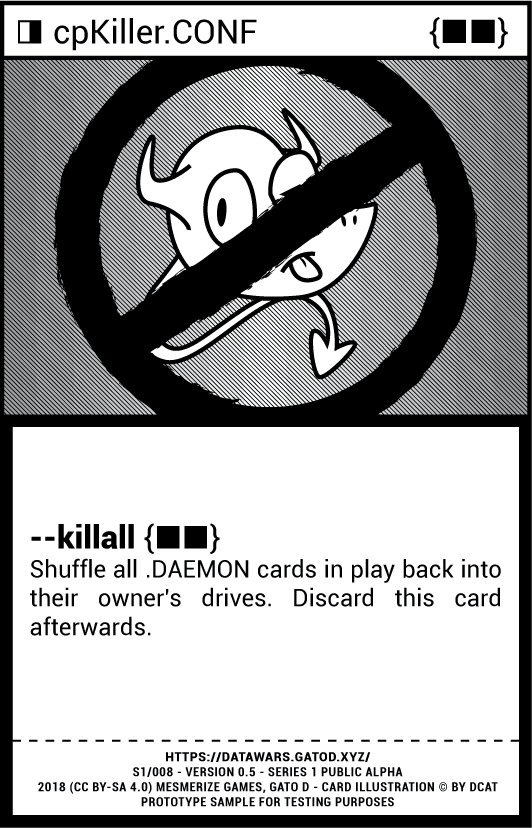 cpKiller.CONF {■■}
--killall {■■}
Shuffle all .DAEMON cards in play back into
their owner's drives. Discard this card
afterwards.
HTTPS://DATAWARS.GATOD.XYZ/
S1/008 - VERSION 0.5 - SERIES 1 PUBLIC ALPHA
2018 (CC BY-SA 4.0) MESMERIZE GAMES, GATO D - CARD ILLUSTRATION © BY DCAT
PROTOTYPE SAMPLE FOR TESTING PURPOSES